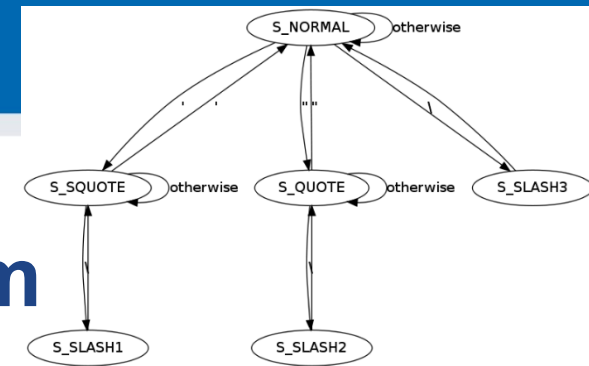 S_NORMAL otherwise
' ' " " \
S_SQUOTE otherwise S_QUOTE otherwise S_SLASH3
m
\ \
S_SLASH1 S_SLASH2